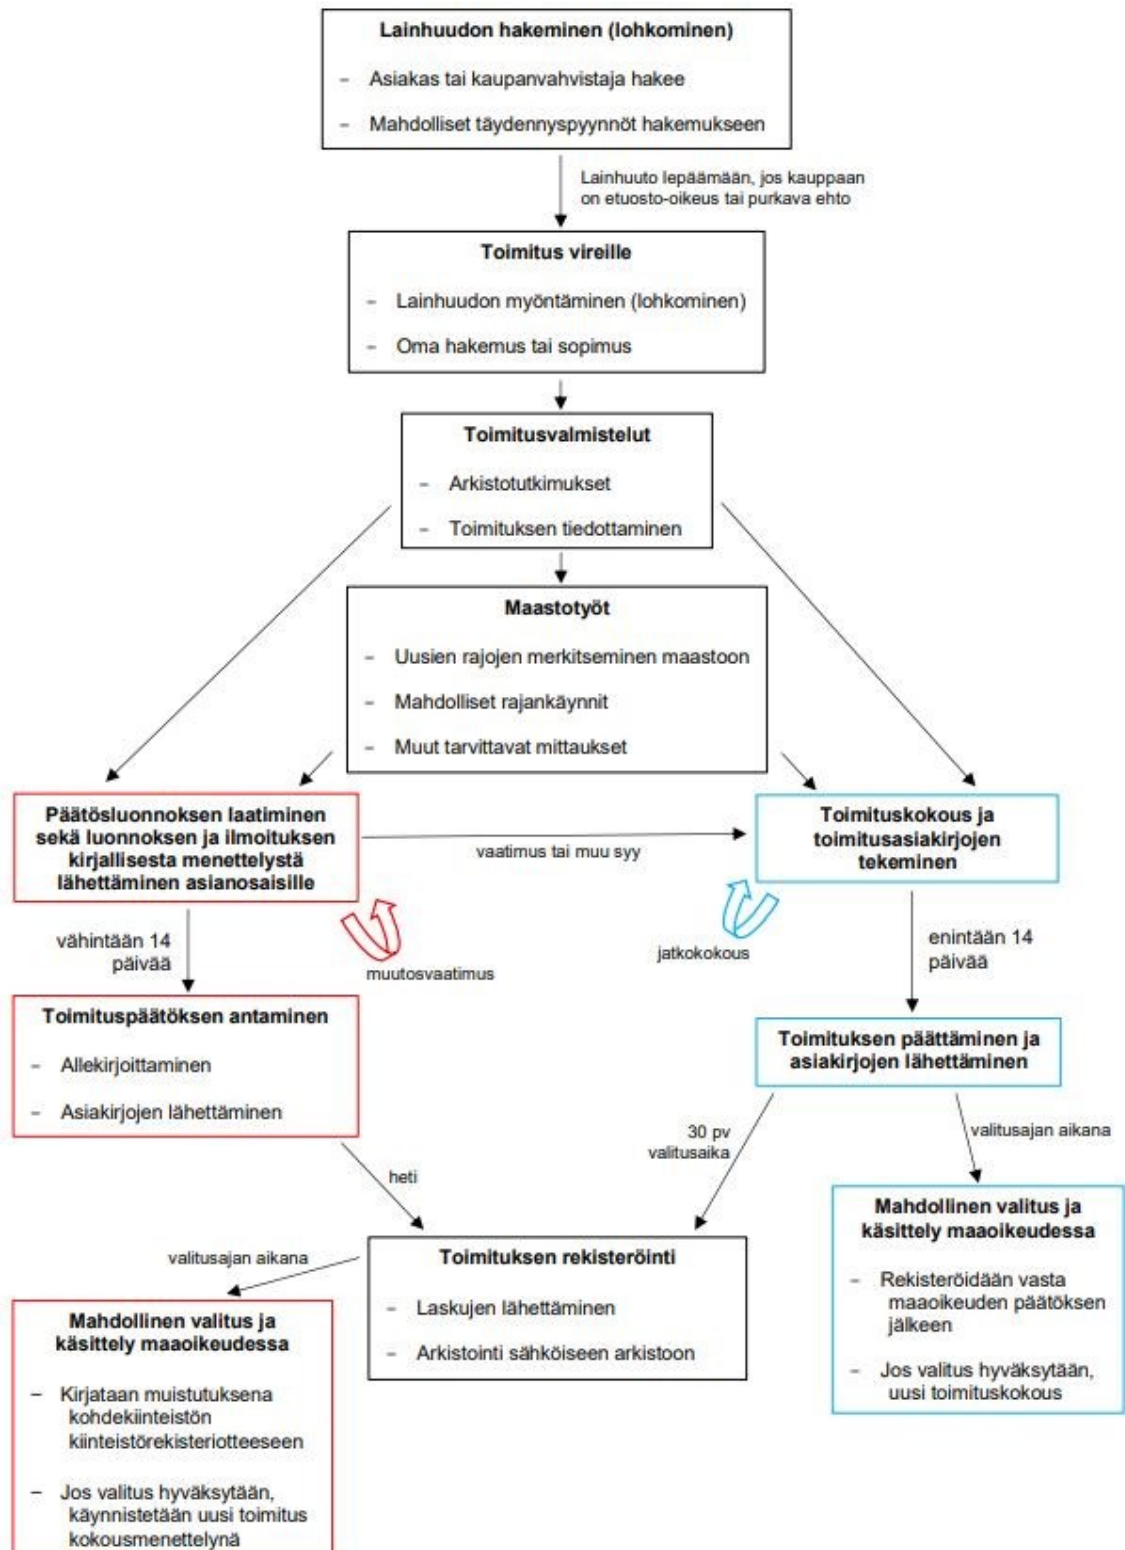 Lainhuudon hakeminen (lohkominen)
− Asiakas tai kaupanvahvistaja hakee
− Mahdolliset täydennyspyynnöt hakemukseen
Lainhuuto lepäämään, jos kauppaan
on etuosto-oikeus tai purkava ehto
Toimitus vireille
− Lainhuudon myöntäminen (lohkominen)
− Oma hakemus tai sopimus
Toimitusvalmistelut
− Arkistotutkimukset
− Toimituksen tiedottaminen
Maastotyöt
− Uusien rajojen merkitseminen maastoon
− Mahdolliset rajankäynnit
− Muut tarvittavat mittaukset
Päätösluonnoksen laatiminen
sekä luonnoksen ja ilmoituksen
kirjallisesta menettelystä
lähettäminen asianosaisille
vaatimus tai muu syy
Toimituskokous ja
toimitusasiakirjojen
tekeminen
vähintään 14
päivää
muutosvaatimus
jatkokokous
enintään 14
päivää
Toimituspäätöksen antaminen
− Allekirjoittaminen
− Asiakirjojen lähettäminen
Toimituksen päättäminen ja
asiakirjojen lähettäminen
heti
30 pv
valitusaika
valitusajan aikana
Mahdollinen valitus ja
käsittely maaoikeudessa
− Rekisteröidään vasta
maaoikeuden päätöksen
jälkeen
− Jos valitus hyväksytään,
uusi toimituskokous
Toimituksen rekisteröinti
− Laskujen lähettäminen
− Arkistointi sähköiseen arkistoon
valitusajan aikana
Mahdollinen valitus ja
käsittely maaoikeudessa
− Kirjataan muistutuksena
kohdekiinteistön
kiinteistörekisteriotteeseen
− Jos valitus hyväksytään,
käynnistetään uusi toimitus
kokousmenettelynä